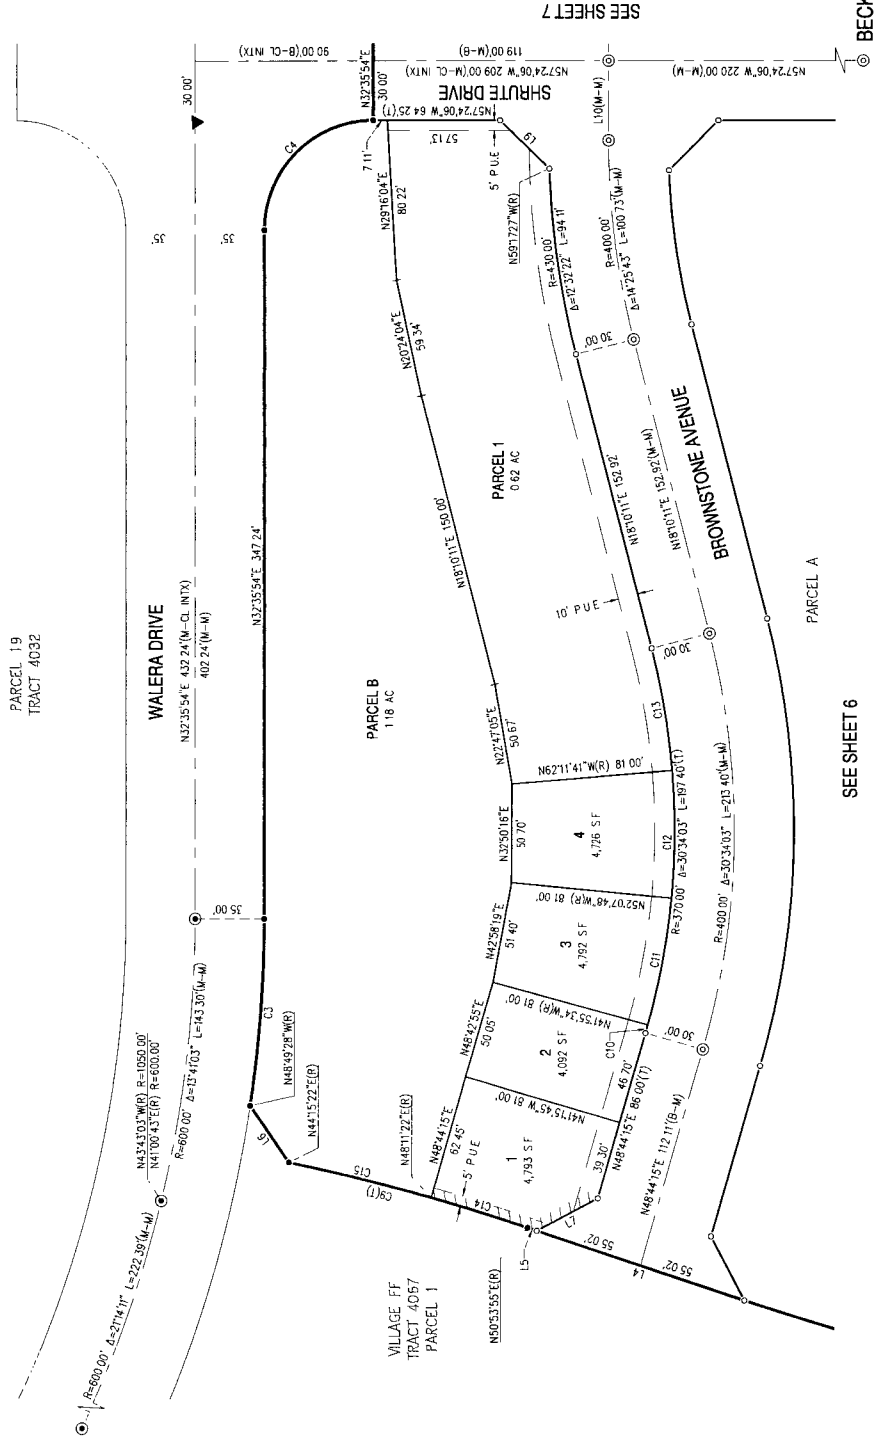 SEE SHEET 7
BECK
PARCEL 19
TRACT 4032
WALERA DRIVE
N32°35'54"E 432.24'(M-CL INTX)
402.24'(M-M)
30.00'
35'
35'
N32°35'54"E 347.24'
C4
N32°35'54"E
30.00'
90.00'(B-CL INTX)
119.00'(M-B)
N57°24'06"W 209.00'(M-CL INTX)
SHRUTE DRIVE
N57°24'06"W 64.25'(T)
N57°24'06"W 220.00'(M-M)
7.11'
57.13'
5' P.U.E.
L9
L10(M-M)
N29°16'04"E
80.22'
N20°24'04"E
59.34'
N18°10'11"E 150.00'
N22°47'05"E
50.67'
N32°50'16"E
50.70'
N42°58'19"E
51.40'
N48°42'55"E
50.05'
N48°44'15"E
62.45'
PARCEL B
1.18 AC
PARCEL 1
0.62 AC
N59°17'27"W(R)
R=430.00'
Δ=12°32'22" L=94.11'
R=400.00'
Δ=14°25'43" L=100.73'(M-M)
30.00'
N18°10'11"E 152.92'
N18°10'11"E 152.92'(M-M)
BROWNSTONE AVENUE
10' P.U.E.
30.00'
C13
N62°11'41"W(R) 81.00'
4
4,726 SF
C12
N52°07'48"W(R) 81.00'
3
4,792 SF
C11
N41°55'34"W(R) 81.00'
2
4,092 SF
C10
46.70'
N41°15'45"W 81.00'
1
4,793 SF
39.30'
N48°44'15"E 86.00'(T)
R=370.00' Δ=30°34'03" L=197.40'(T)
R=400.00' Δ=30°34'03" L=213.40'(M-M)
30.00'
N48°44'15"E 112.11'(B-M)
PARCEL A
SEE SHEET 6
35.00'
C3
R=600.00' Δ=13°41'03" L=143.30'(M-M)
N43°43'03"W(R) R=1050.00'
N41°00'43"E(R) R=600.00'
R=600.00' Δ=21°14'11" L=222.39'(M-M)
N48°49'28"W(R)
L6
N44°15'22"E(R)
C15
C9(T)
N48°11'22"E(R)
5' PUE
C14
L5
L7
N50°53'55"E(R)
VILLAGE FF
TRACT 4057
PARCEL 1
55.02'
L4
55.02'